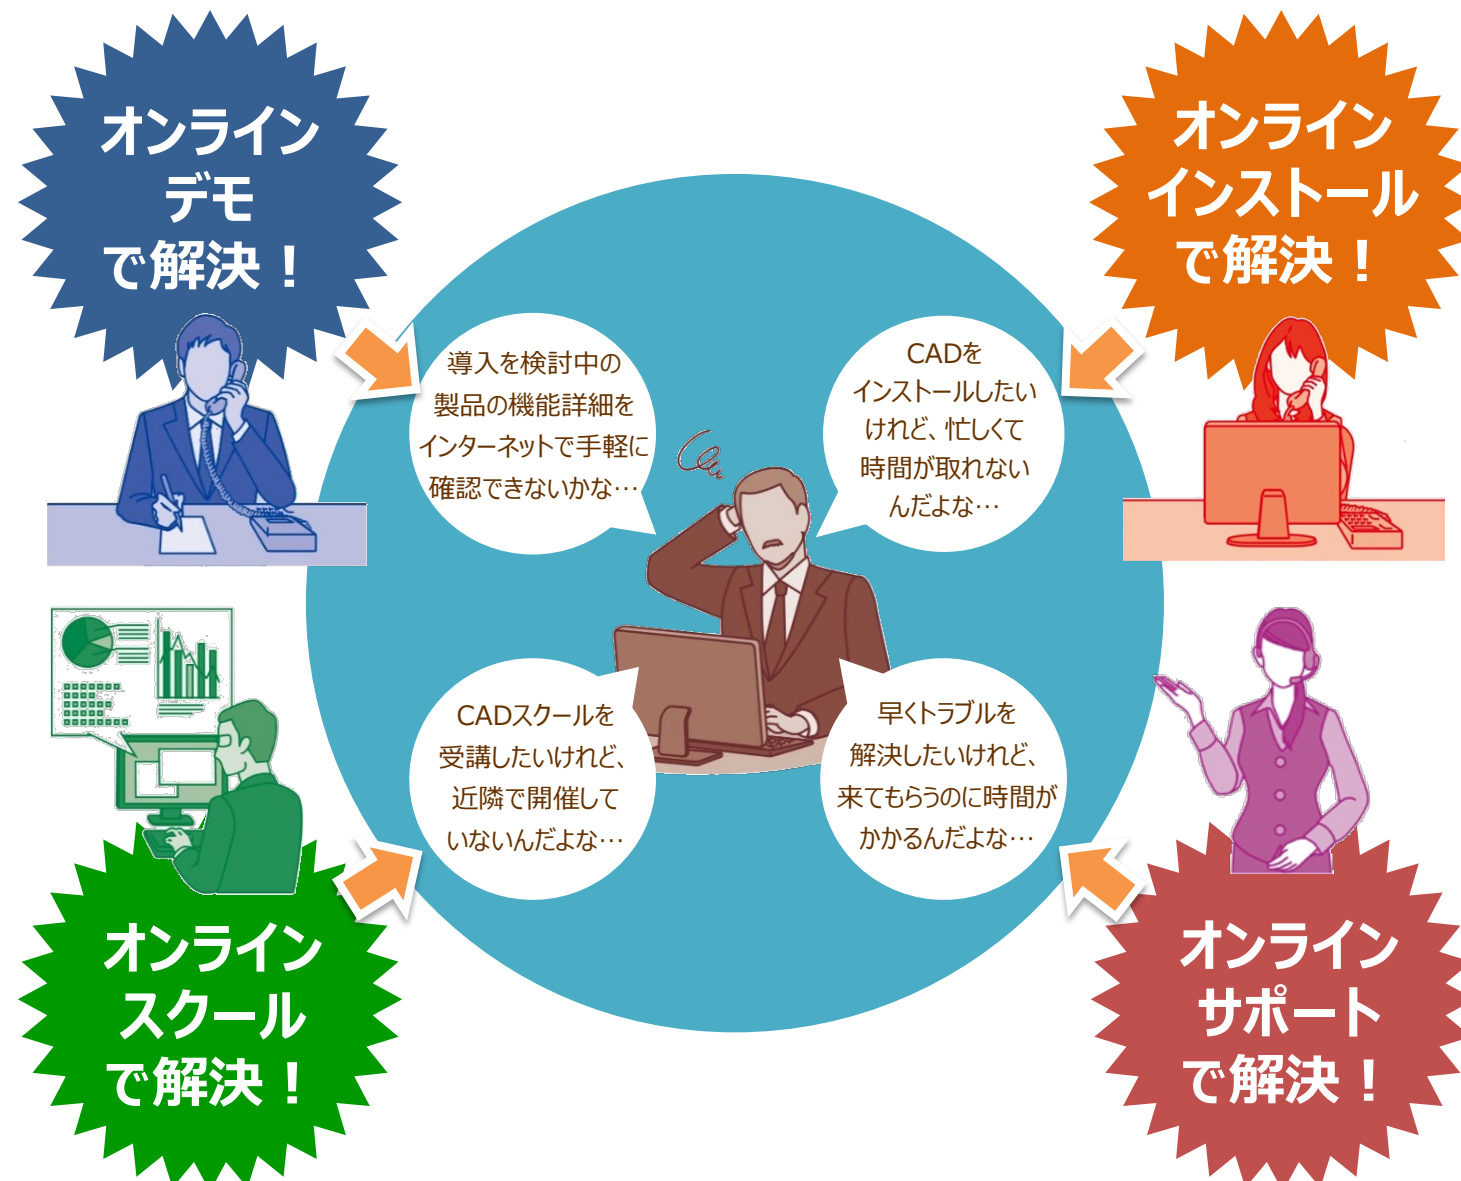 オンライン
デモ
で解決！
オンライン
インストール
で解決！
導入を検討中の
製品の機能詳細を
インターネットで手軽に
確認できないかな…
CADを
インストールしたい
けれど、忙しくて
時間が取れない
んだよな…
CADスクールを
受講したいけれど、
近隣で開催して
いないんだよな…
早くトラブルを
解決したいけれど、
来てもらうのに時間が
かかるんだよな…
オンライン
スクール
で解決！
オンライン
サポート
で解決！